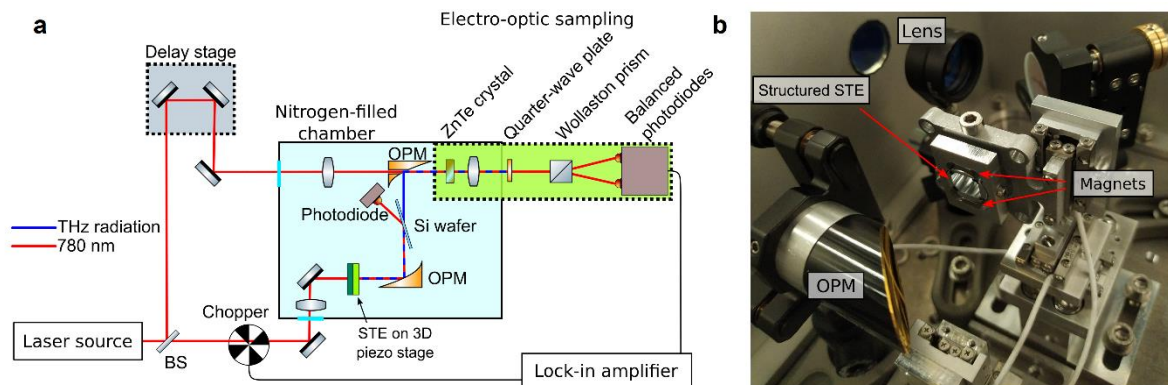 a
Electro-optic sampling
Delay stage
Nitrogen-filled
chamber
OPM
ZnTe crystal
Quarter-wave plate
Wollaston prism
Balanced
photodiodes
Photodiode
Si wafer
THz radiation
780 nm
OPM
Chopper
STE on 3D
piezo stage
Laser source
BS
Lock-in amplifier
b
Lens
Structured STE
Magnets
OPM